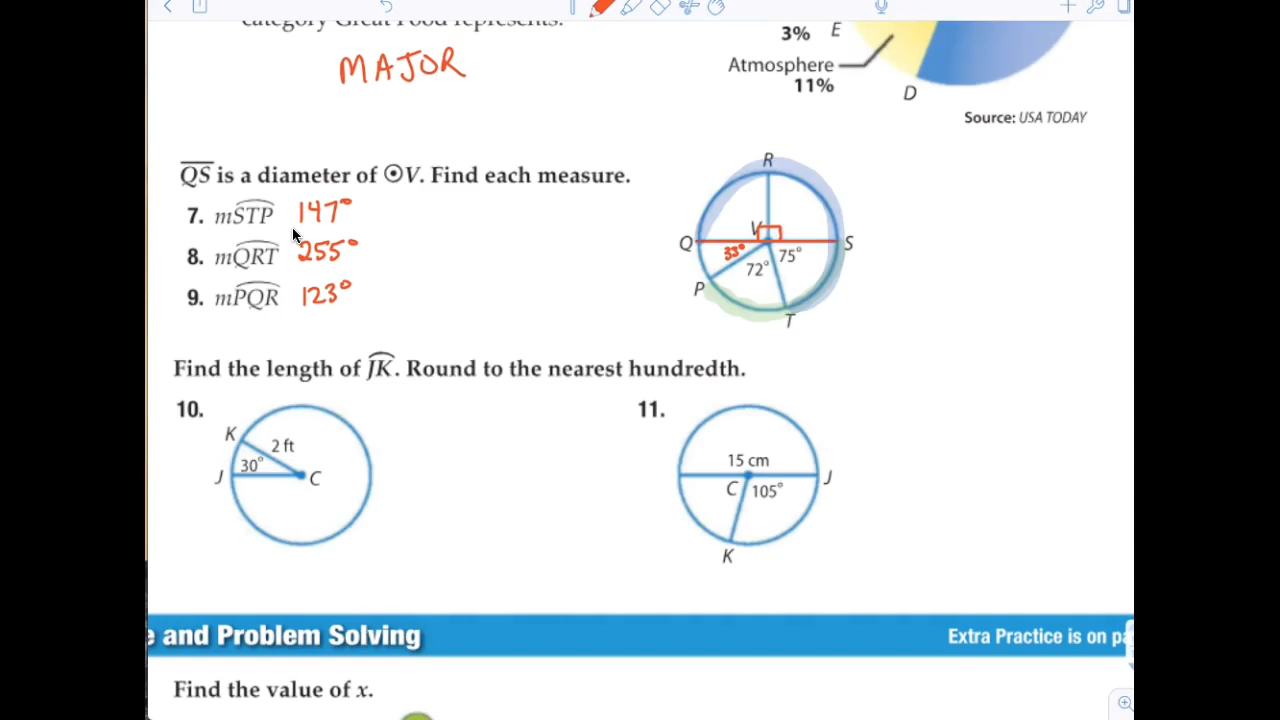 category Great Food represents.
MAJOR
3% E
Atmosphere
11%
D
Source: USA TODAY
QS is a diameter of ⊙V. Find each measure.
7. mSTP 147°
8. mQRT 255°
9. mPQR 123°
R
V
Q S
33° 75°
72°
P
T
Find the length of JK. Round to the nearest hundredth.
10.
K
2 ft
30°
J C
11.
15 cm
J
C 105°
K
e and Problem Solving
Extra Practice is on pa
Find the value of x.